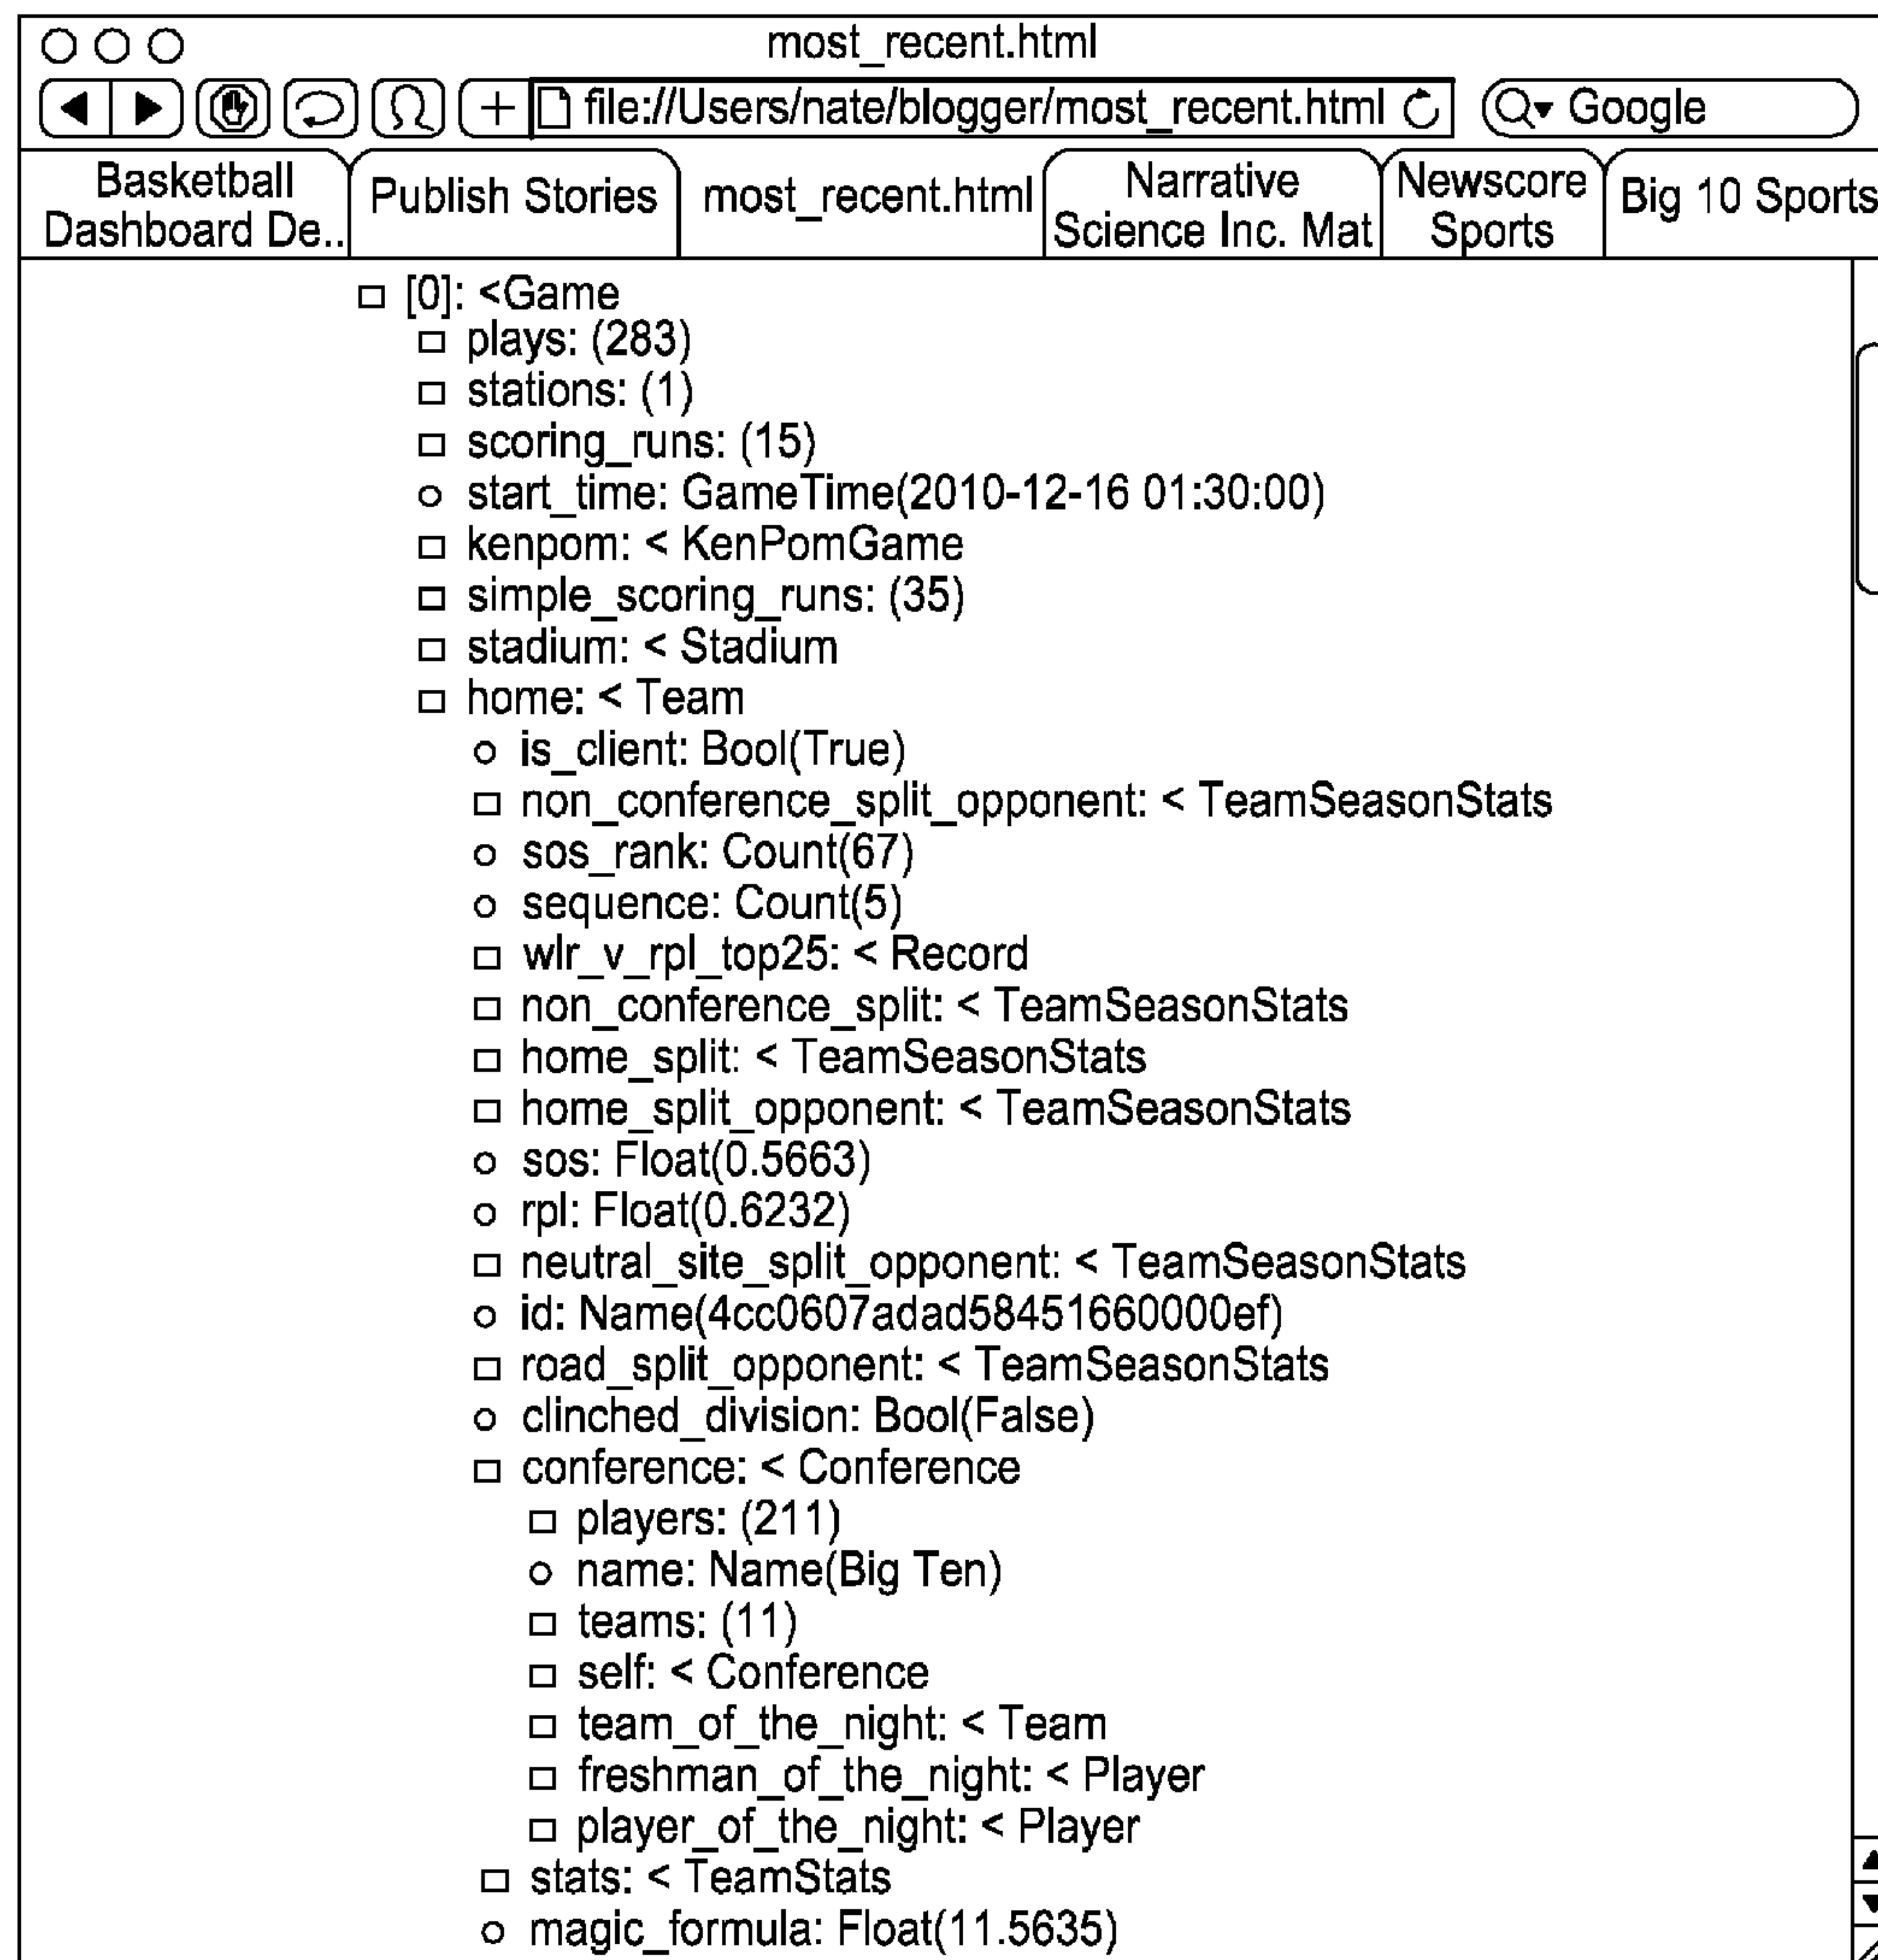 most_recent.html
+ file://Users/nate/blogger/most_recent.html Google
Basketball Dashboard De.. Publish Stories most_recent.html Narrative Science Inc. Mat Newscore Sports Big 10 Sports
[0]: <Game
plays: (283)
stations: (1)
scoring_runs: (15)
start_time: GameTime(2010-12-16 01:30:00)
kenpom: < KenPomGame
simple_scoring_runs: (35)
stadium: < Stadium
home: < Team
is_client: Bool(True)
non_conference_split_opponent: < TeamSeasonStats
sos_rank: Count(67)
sequence: Count(5)
wlr_v_rpl_top25: < Record
non_conference_split: < TeamSeasonStats
home_split: < TeamSeasonStats
home_split_opponent: < TeamSeasonStats
sos: Float(0.5663)
rpl: Float(0.6232)
neutral_site_split_opponent: < TeamSeasonStats
id: Name(4cc0607adad58451660000ef)
road_split_opponent: < TeamSeasonStats
clinched_division: Bool(False)
conference: < Conference
players: (211)
name: Name(Big Ten)
teams: (11)
self: < Conference
team_of_the_night: < Team
freshman_of_the_night: < Player
player_of_the_night: < Player
stats: < TeamStats
magic_formula: Float(11.5635)